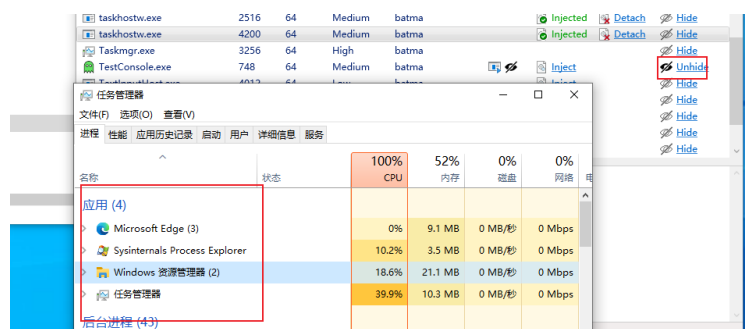 taskhostw.exe 2516 64 Medium batma Injected Detach Hide
taskhostw.exe 4200 64 Medium batma Injected Detach Hide
Taskmgr.exe 3256 64 High batma Hide
TestConsole.exe 748 64 Medium batma Inject Unhide
Hide
任务管理器
Hide
文件(F) 选项(O) 查看(V)
Hide
进程 性能 应用历史记录 启动 用户 详细信息 服务
Hide
Hide
100% 52% 0% 0%
名称 状态 CPU 内存 磁盘 网络
应用 (4)
Microsoft Edge (3) 0% 9.1 MB 0 MB/秒 0 Mbps
Sysinternals Process Explorer 10.2% 3.5 MB 0 MB/秒 0 Mbps
Windows 资源管理器 (2) 18.6% 21.1 MB 0 MB/秒 0 Mbps
任务管理器 39.9% 10.3 MB 0 MB/秒 0 Mbps
后台进程 (43)